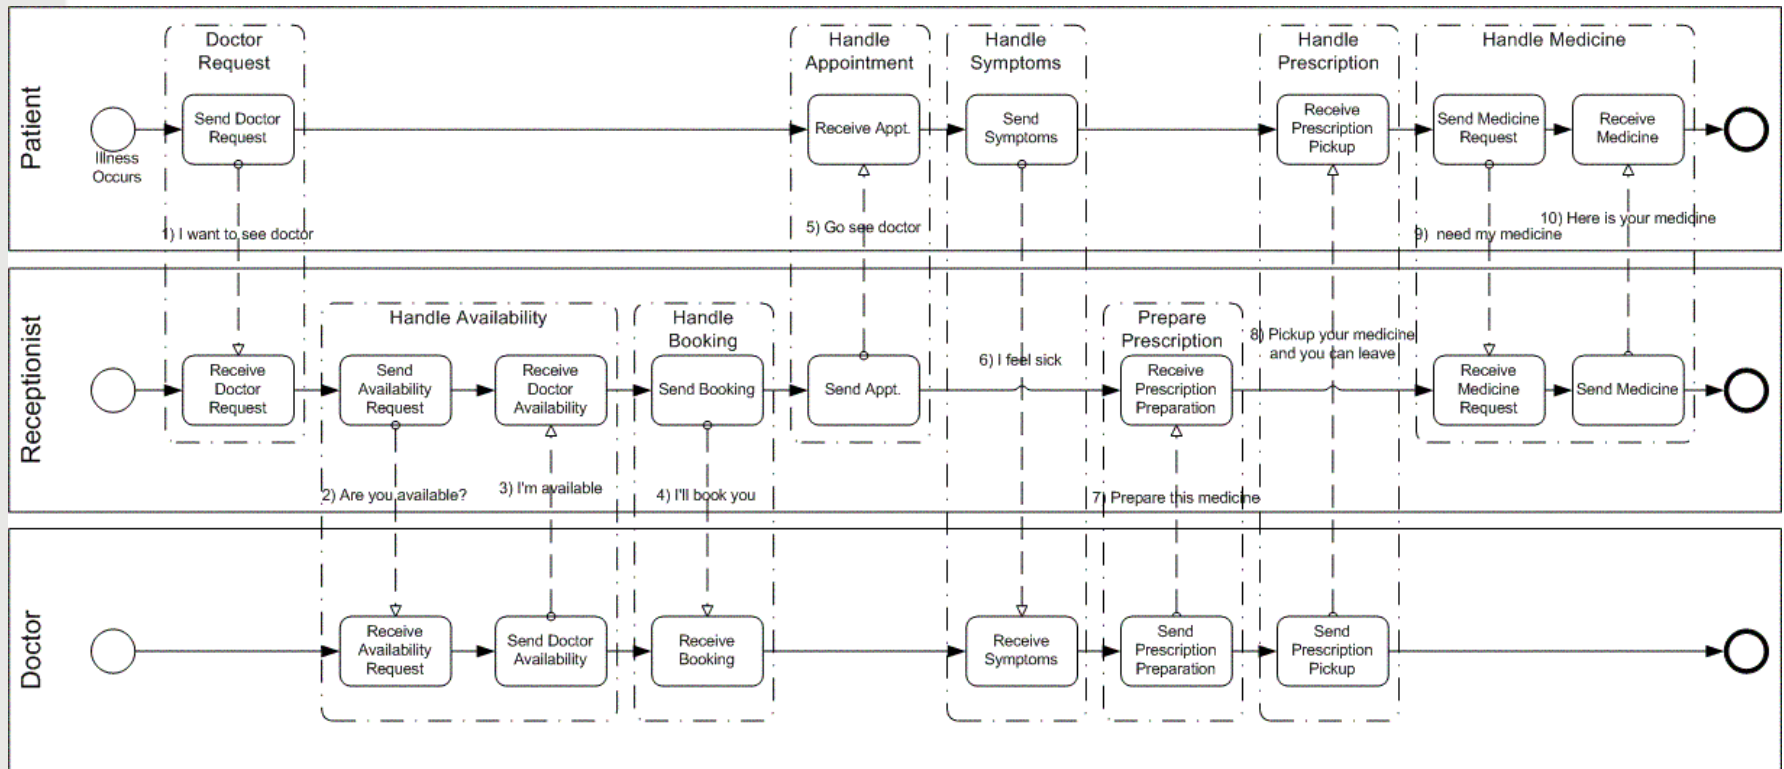 Patient
Doctor
Request
Handle
Appointment
Handle
Symptoms
Handle
Prescription
Handle Medicine
Illness
Occurs
Send Doctor
Request
Receive Appt.
Send
Symptoms
Receive
Prescription
Pickup
Send Medicine
Request
Receive
Medicine
1) I want to see doctor
5) Go see doctor
9) need my medicine
10) Here is your medicine
Receptionist
Handle Availability
Handle
Booking
Prepare
Prescription
Receive
Doctor
Request
Send
Availability
Request
Receive
Doctor
Availability
Send Booking
Send Appt.
6) I feel sick
Receive
Prescription
Preparation
8) Pickup your medicine
and you can leave
Receive
Medicine
Request
Send Medicine
2) Are you available?
3) I'm available
4) I'll book you
7) Prepare this medicine
Doctor
Receive
Availability
Request
Send Doctor
Availability
Receive
Booking
Receive
Symptoms
Send
Prescription
Preparation
Send
Prescription
Pickup